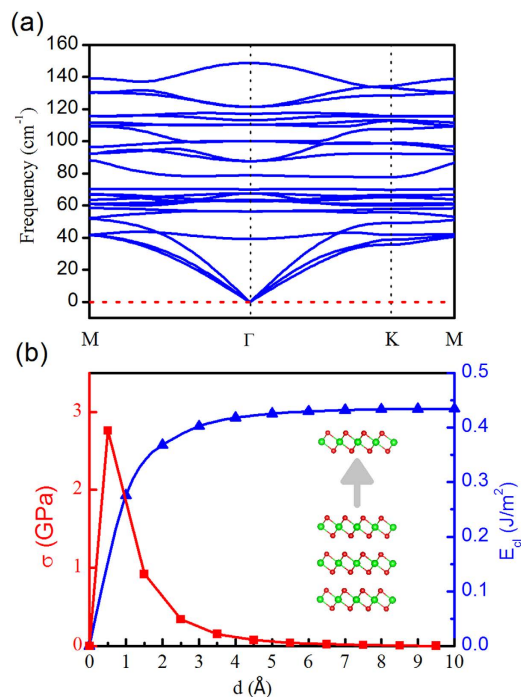 (a)
160
140
120
100
80
60
40
20
0
Frequency (cm⁻¹)
M Γ K M
(b)
3
2
1
0
σ (GPa)
0.5
0.4
0.3
0.2
0.1
0.0
E_cl (J/m²)
0 1 2 3 4 5 6 7 8 9 10
d (Å)